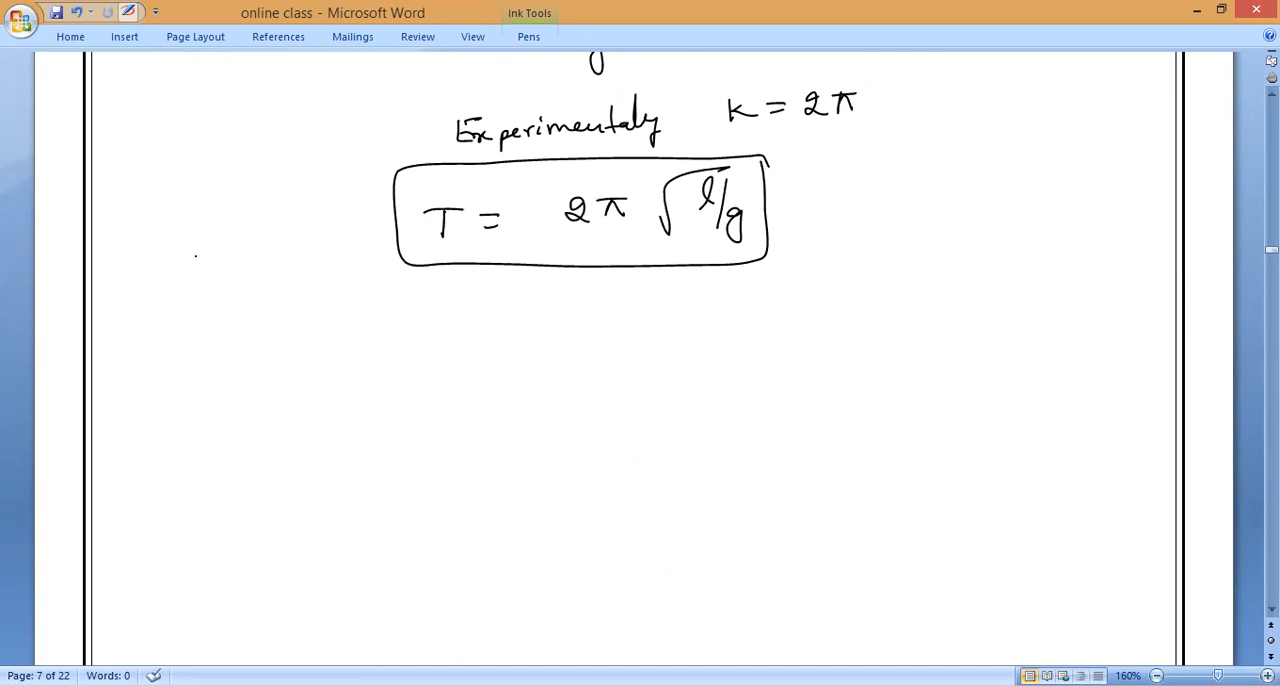 online class - Microsoft Word
Ink Tools
Home Insert Page Layout References Mailings Review View Pens
g
Experimentaly K = 2π
T = 2π √l/g
Page: 7 of 22 Words: 0 160%